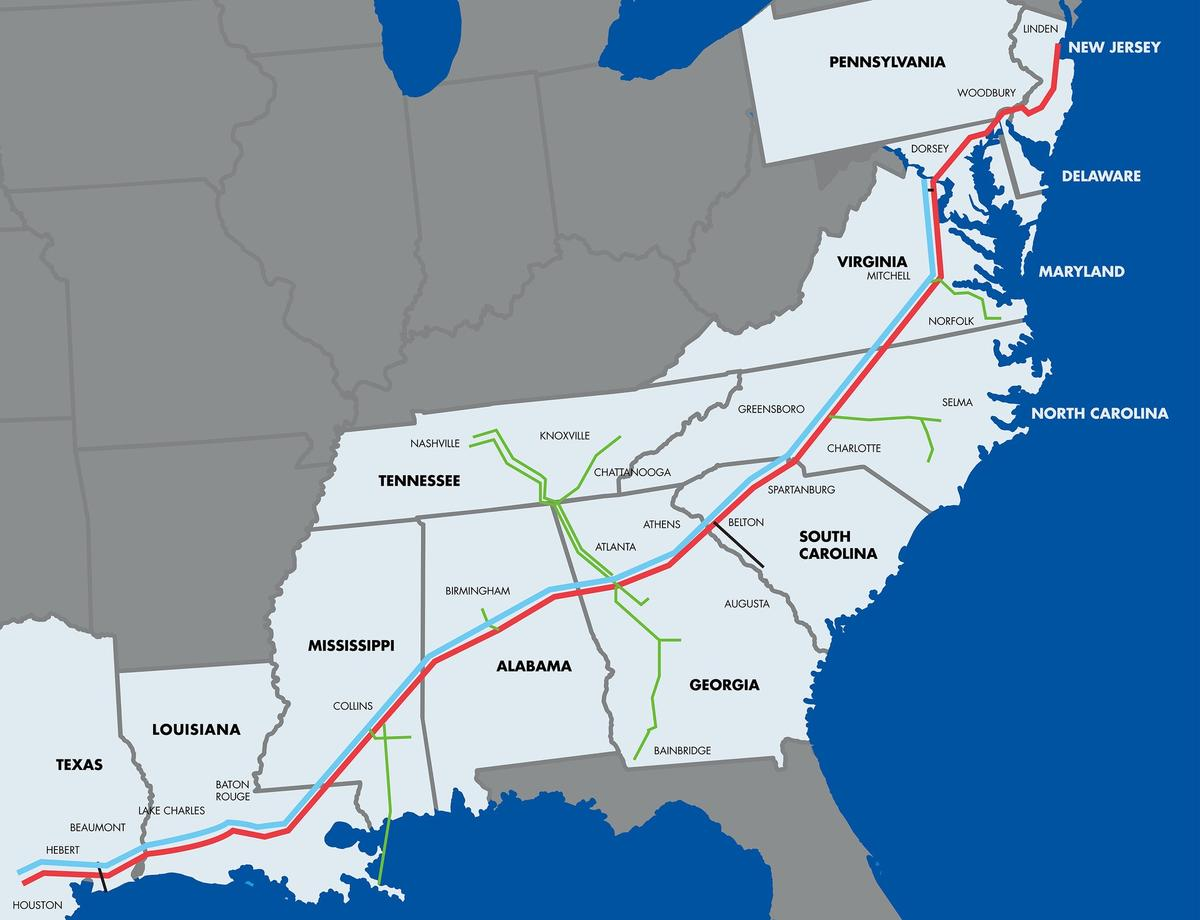 LINDEN
NEW JERSEY
PENNSYLVANIA
WOODBURY
DORSEY
DELAWARE
VIRGINIA
MITCHELL
MARYLAND
NORFOLK
NORTH CAROLINA
SELMA
GREENSBORO
CHARLOTTE
NASHVILLE
KNOXVILLE
TENNESSEE
CHATTANOOGA
SPARTANBURG
ATHENS
BELTON
SOUTH
CAROLINA
ATLANTA
BIRMINGHAM
AUGUSTA
MISSISSIPPI
ALABAMA
GEORGIA
COLLINS
LOUISIANA
BAINBRIDGE
TEXAS
BATON
ROUGE
LAKE CHARLES
BEAUMONT
HEBERT
HOUSTON